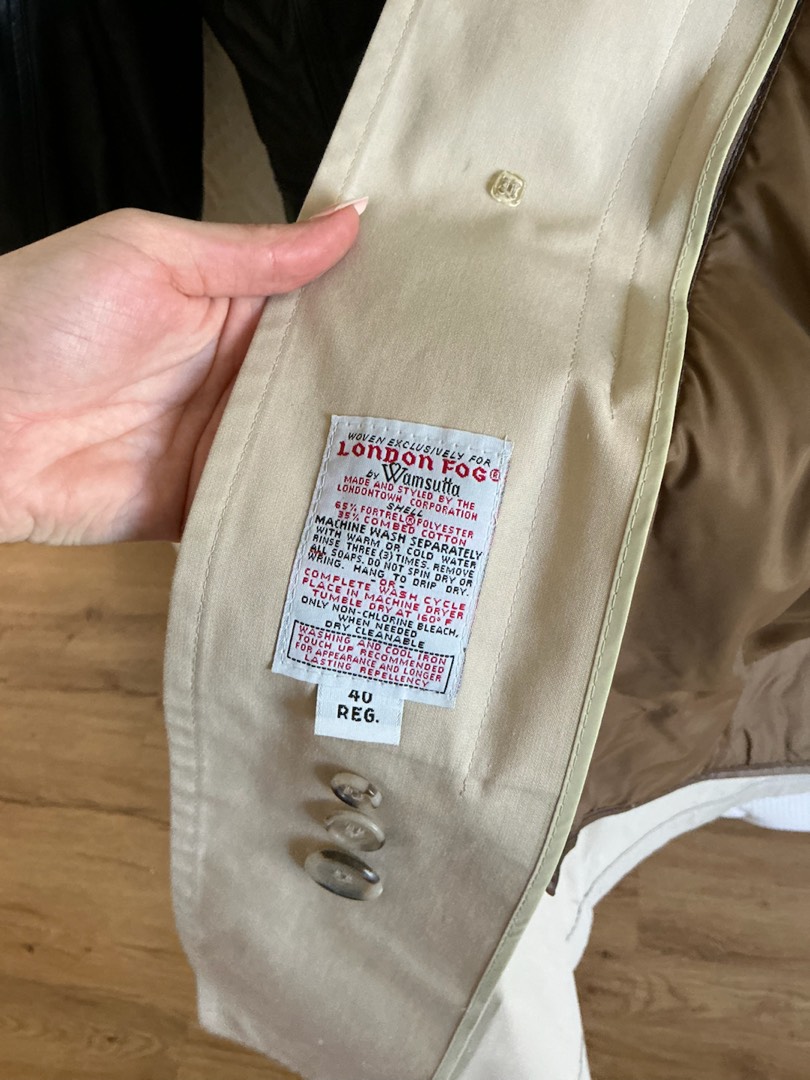 WOVEN EXCLUSIVELY FOR
LONDON FOG®
by Wamsutta
MADE AND STYLED BY THE
LONDONTOWN CORPORATION
SHELL
65% FORTREL® POLYESTER
35% COMBED COTTON
MACHINE WASH SEPARATELY
WITH WARM OR COLD WATER
RINSE THREE (3) TIMES. REMOVE
ALL SOAPS. DO NOT SPIN DRY OR
WRING. HANG TO DRIP DRY.
-OR-
COMPLETE WASH CYCLE
PLACE IN MACHINE DRYER
TUMBLE DRY AT 160° F
ONLY NON-CHLORINE BLEACH,
WHEN NEEDED
DRY CLEANABLE
WASHING AND COOL IRON
TOUCH UP RECOMMENDED
FOR APPEARANCE AND LONGER
LASTING REPELLENCY
40
REG.